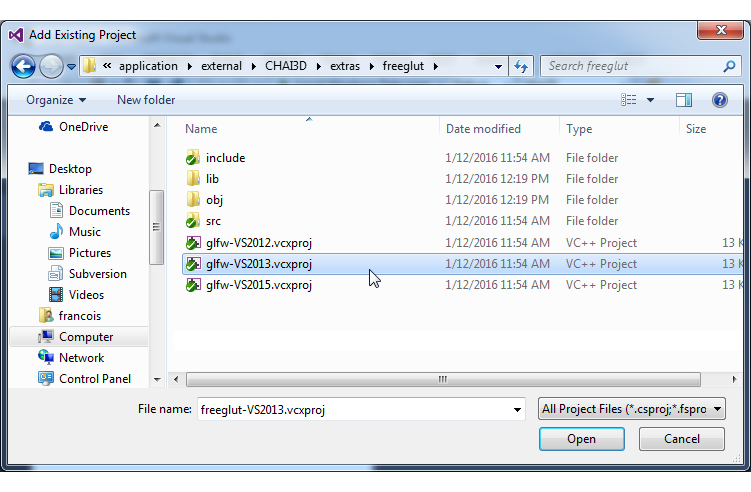 Add Existing Project
« application external CHAI3D extras freeglut Search freeglut
Organize New folder
Name Date modified Type Size
OneDrive
Desktop
Libraries
Documents
Music
Pictures
Subversion
Videos
francois
Computer
Network
Control Panel
include 1/12/2016 11:54 AM File folder
lib 1/12/2016 12:19 PM File folder
obj 1/12/2016 12:19 PM File folder
src 1/12/2016 11:54 AM File folder
glfw-VS2012.vcxproj 1/12/2016 11:54 AM VC++ Project 13 K
glfw-VS2013.vcxproj 1/12/2016 11:54 AM VC++ Project 13 K
glfw-VS2015.vcxproj 1/12/2016 11:54 AM VC++ Project 13 K
File name: freeglut-VS2013.vcxproj All Project Files (*.csproj;*.fspro
Open Cancel